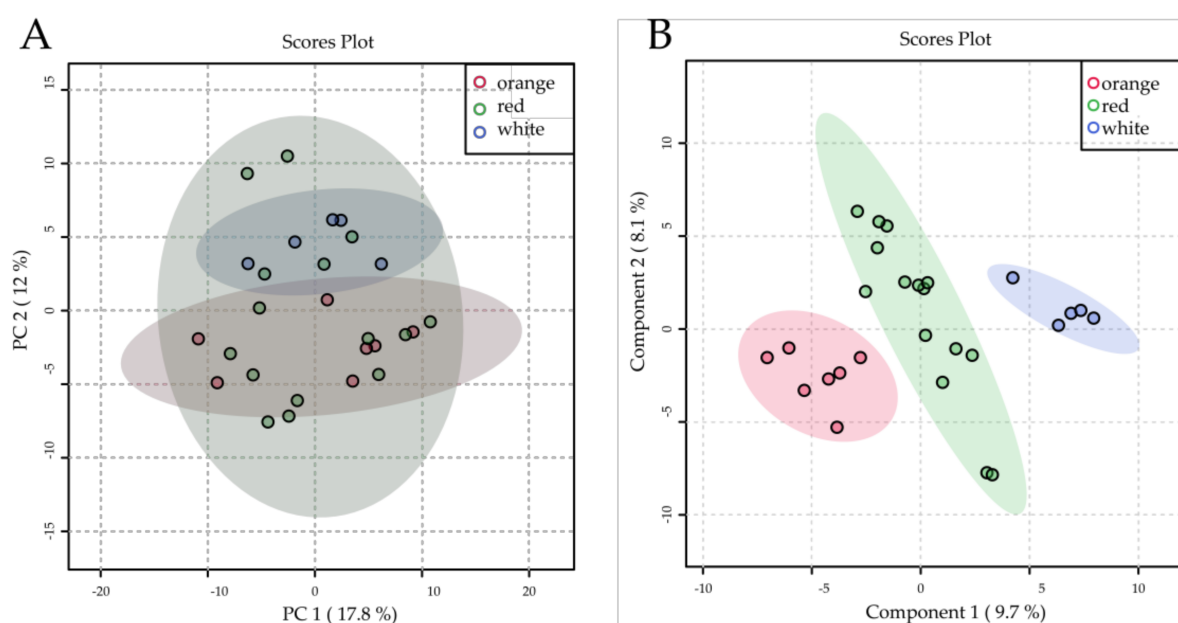 A
Scores Plot
orange
red
white
15
10
5
0
-5
-10
-15
PC 2 ( 12 %)
-20
-10
0
10
20
PC 1 ( 17.8 %)
B
Scores Plot
orange
red
white
10
5
0
-5
-10
Component 2 ( 8.1 %)
-10
-5
0
5
10
Component 1 ( 9.7 %)